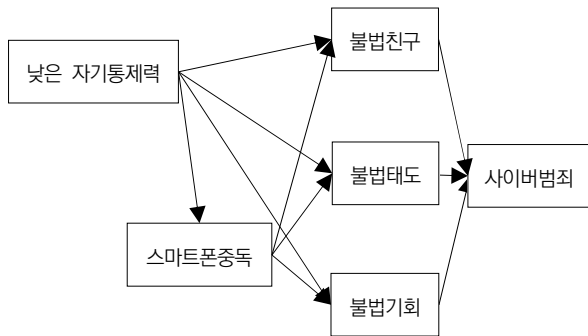 불법친구
낮은 자기통제력
불법태도
사이버범죄
스마트폰중독
불법기회